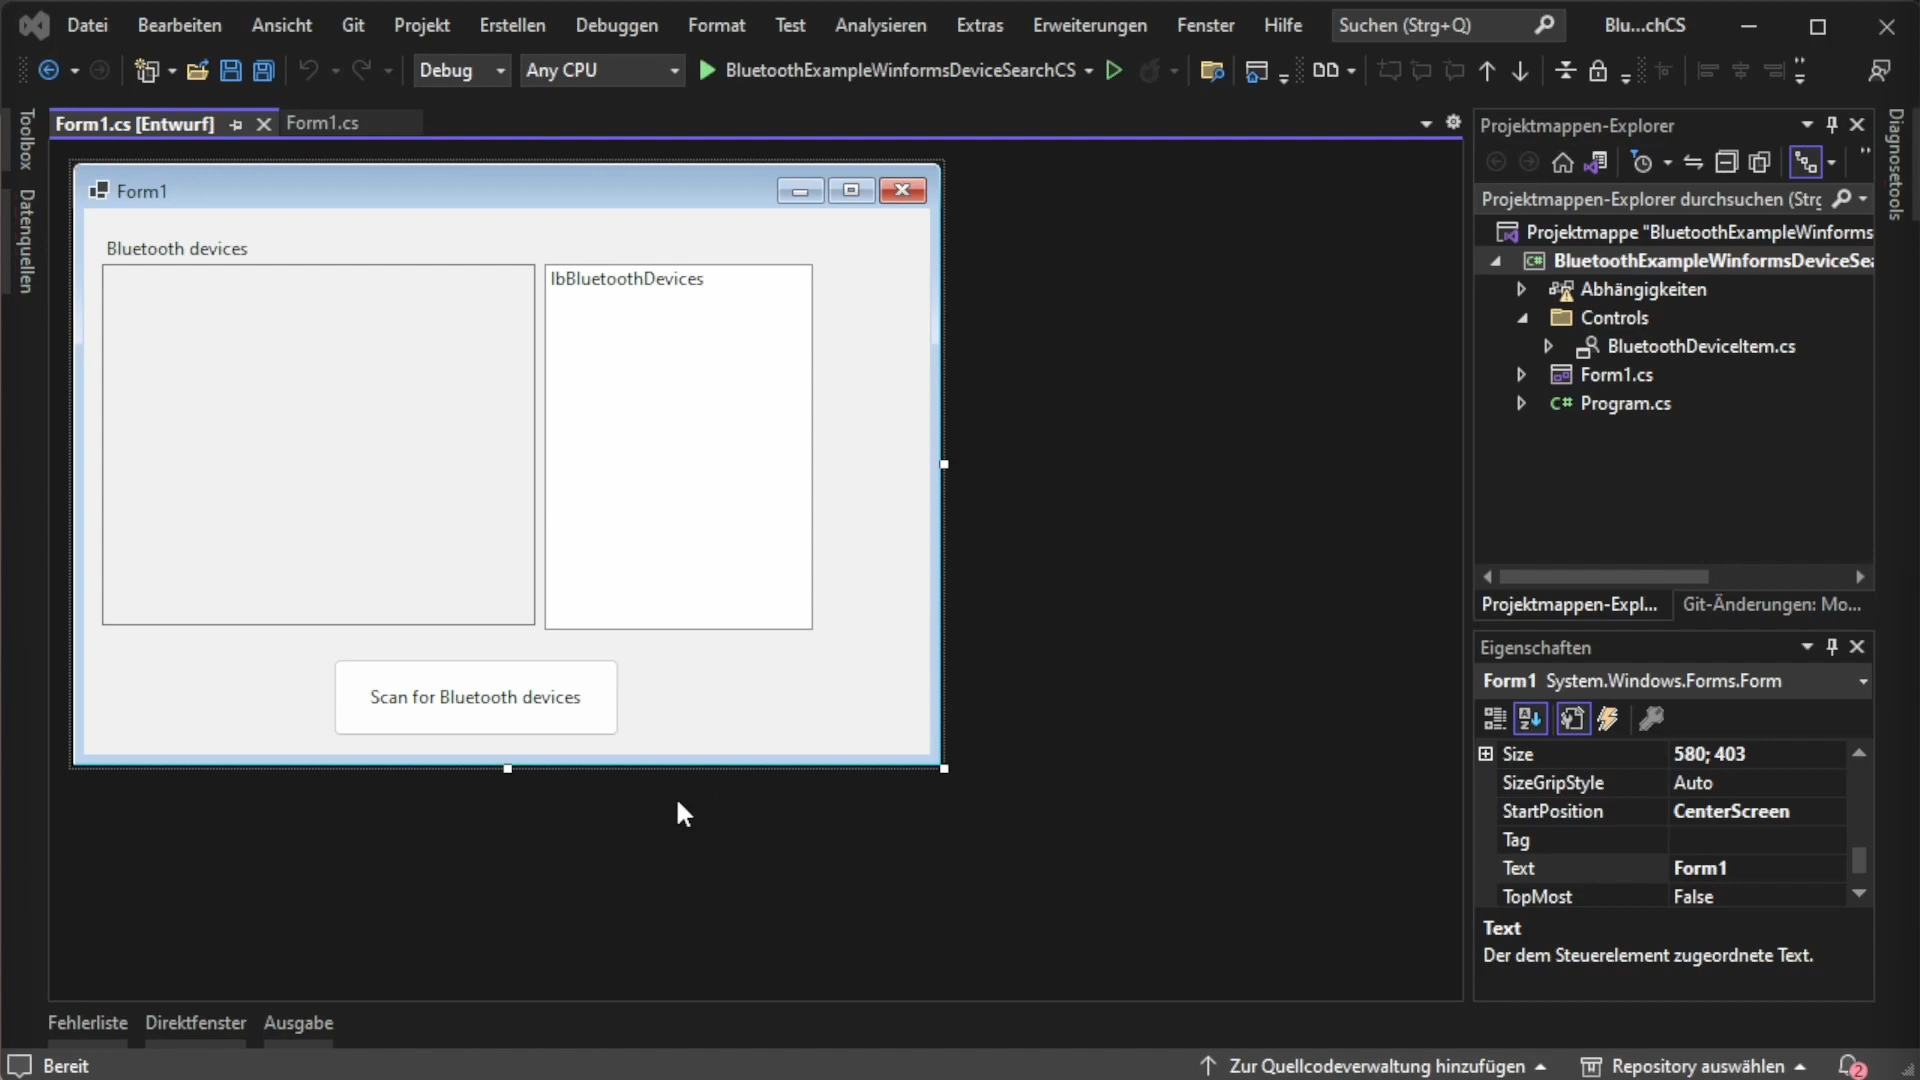 Datei Bearbeiten Ansicht Git Projekt Erstellen Debuggen Format Test Analysieren Extras Erweiterungen Fenster Hilfe Suchen (Strg+Q) Blu...chCS
Debug Any CPU BluetoothExampleWinformsDeviceSearchCS
Toolbox
Datenquellen
Form1.cs [Entwurf] Form1.cs
Form1
Bluetooth devices
lbBluetoothDevices
Scan for Bluetooth devices
Projektmappen-Explorer
Projektmappen-Explorer durchsuchen (Strg
Projektmappe "BluetoothExampleWinforms
BluetoothExampleWinformsDeviceSea
Abhängigkeiten
Controls
BluetoothDeviceItem.cs
Form1.cs
C# Program.cs
Projektmappen-Expl... Git-Änderungen: Mo...
Diagnosetools
Eigenschaften
Form1 System.Windows.Forms.Form
Size 580; 403
SizeGripStyle Auto
StartPosition CenterScreen
Tag
Text Form1
TopMost False
Text
Der dem Steuerelement zugeordnete Text.
Fehlerliste Direktfenster Ausgabe
Bereit Zur Quellcodeverwaltung hinzufügen Repository auswählen 2